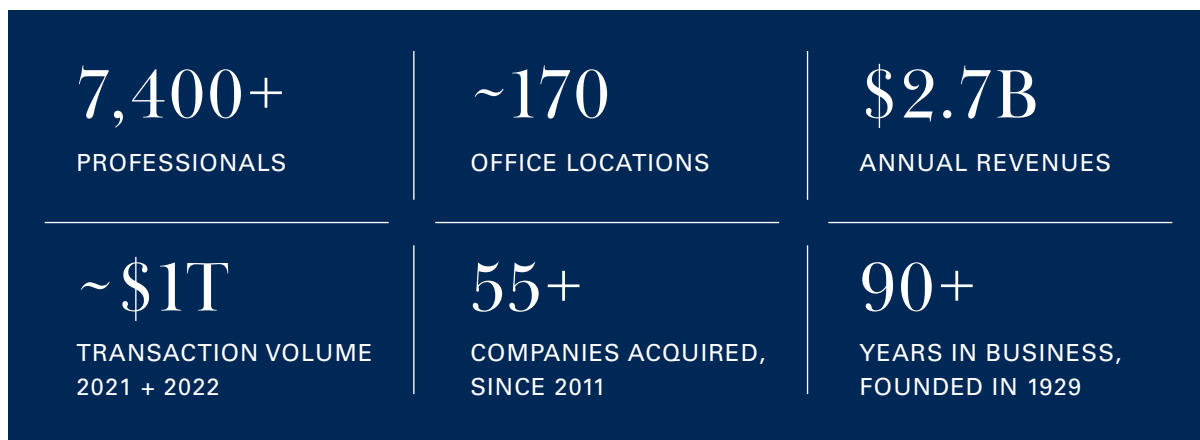 7,400+
PROFESSIONALS
~170
OFFICE LOCATIONS
$2.7B
ANNUAL REVENUES
~$1T
TRANSACTION VOLUME
2021 + 2022
55+
COMPANIES ACQUIRED,
SINCE 2011
90+
YEARS IN BUSINESS,
FOUNDED IN 1929